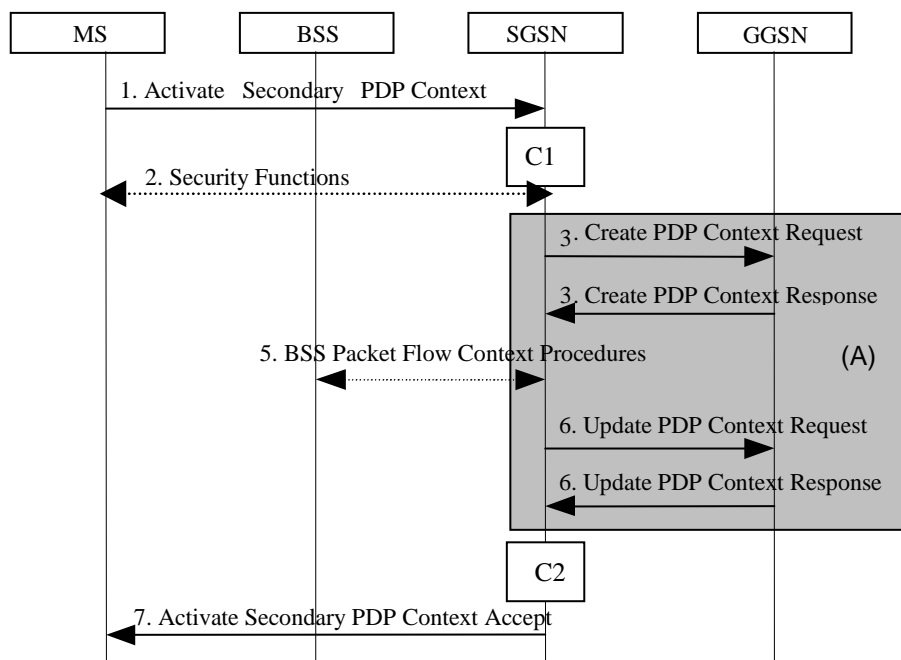 MS BSS SGSN GGSN
1. Activate Secondary PDP Context
C1
2. Security Functions
3. Create PDP Context Request
3. Create PDP Context Response
5. BSS Packet Flow Context Procedures
(A)
6. Update PDP Context Request
6. Update PDP Context Response
C2
7. Activate Secondary PDP Context Accept